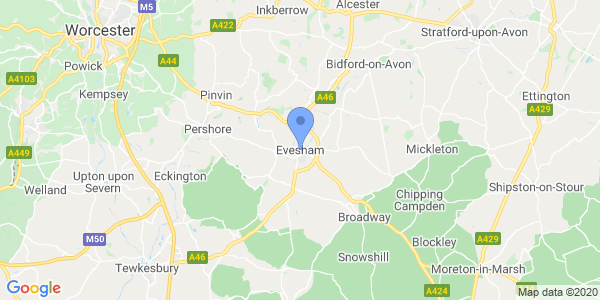 Inkberrow
Alcester
M5
A422
Stratford-upon-Avon
Worcester
Powick
A44
Bidford-on-Avon
A4103
Kempsey
Pinvin
A46
Ettington
A429
Pershore
A449
Evesham
Mickleton
Upton upon
Severn
Eckington
Welland
Chipping
Campden
Shipston-on-Stour
Broadway
M50
A429
Blockley
A46
Snowshill
Tewkesbury
Moreton-in-Marsh
Google
A424
Map data ©2020